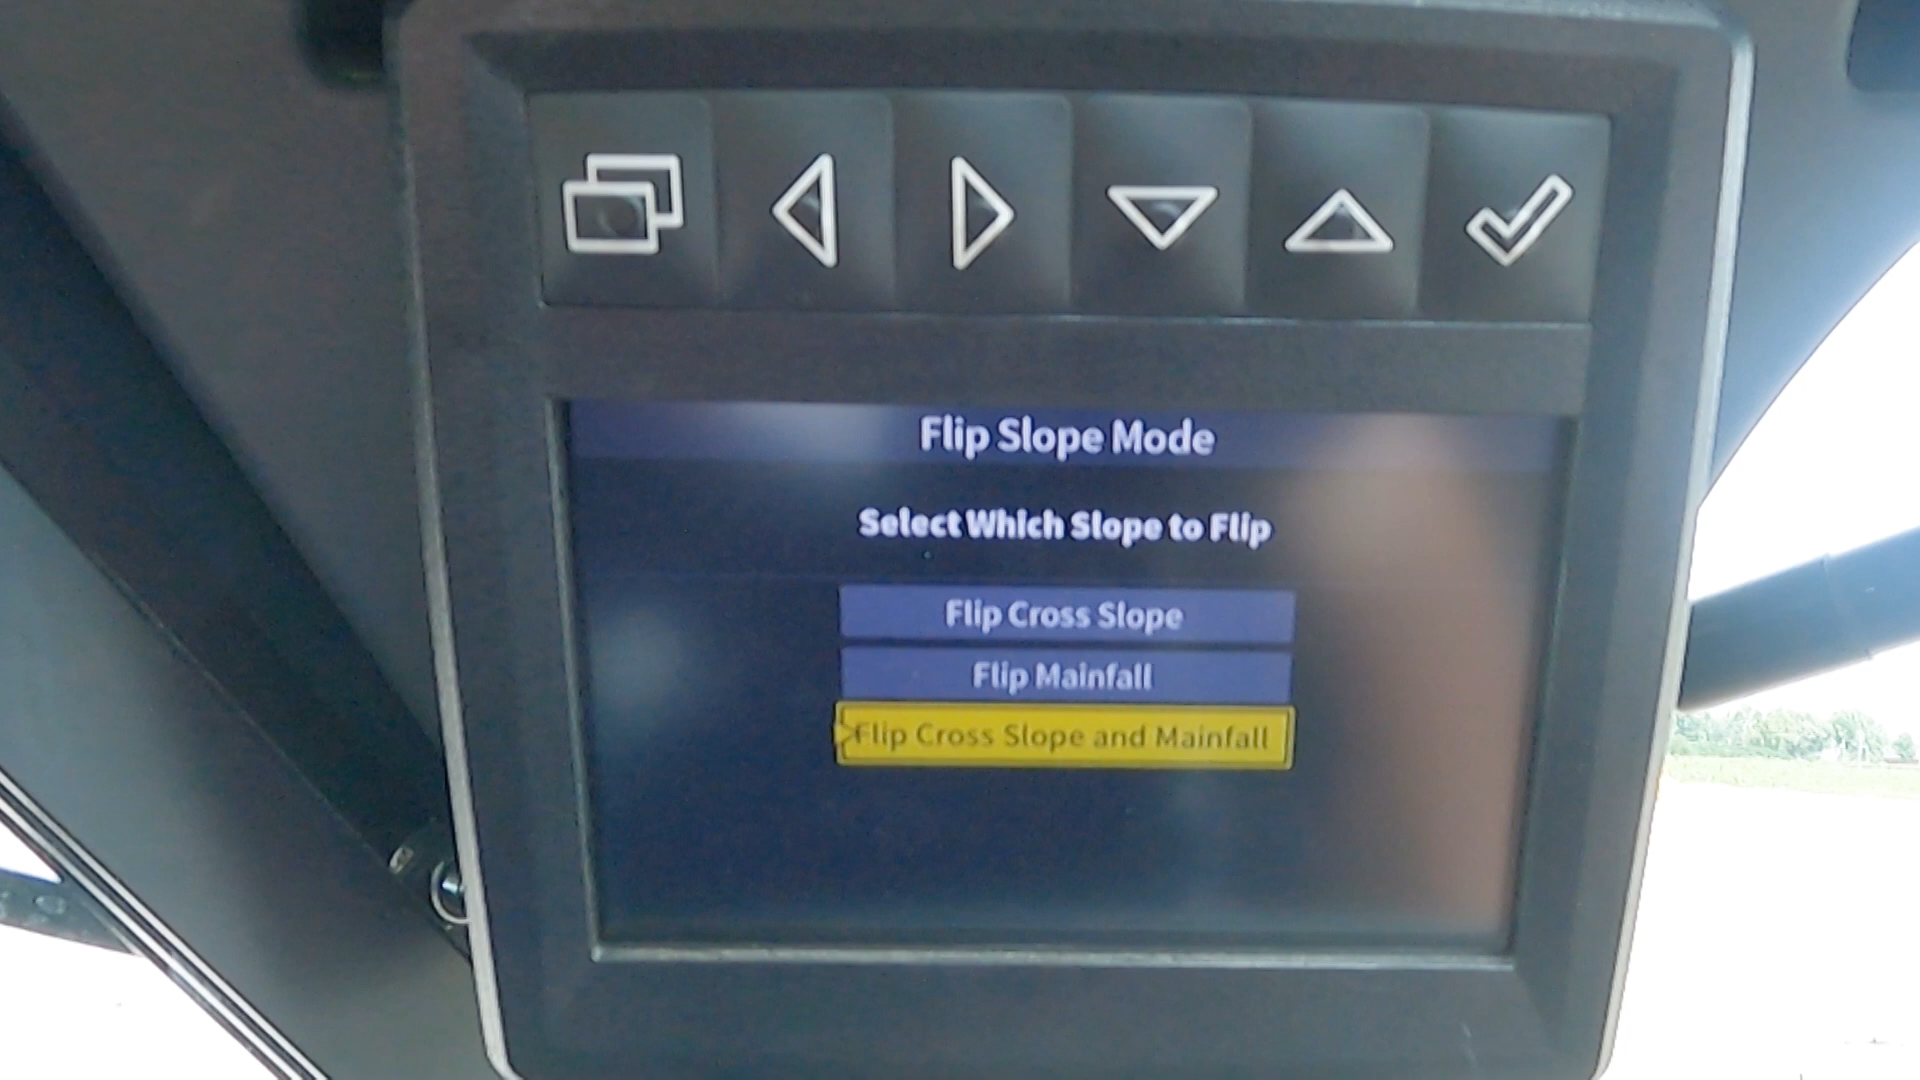 Flip Slope Mode
Select Which Slope to Flip
Flip Cross Slope
Flip Mainfall
Flip Cross Slope and Mainfall